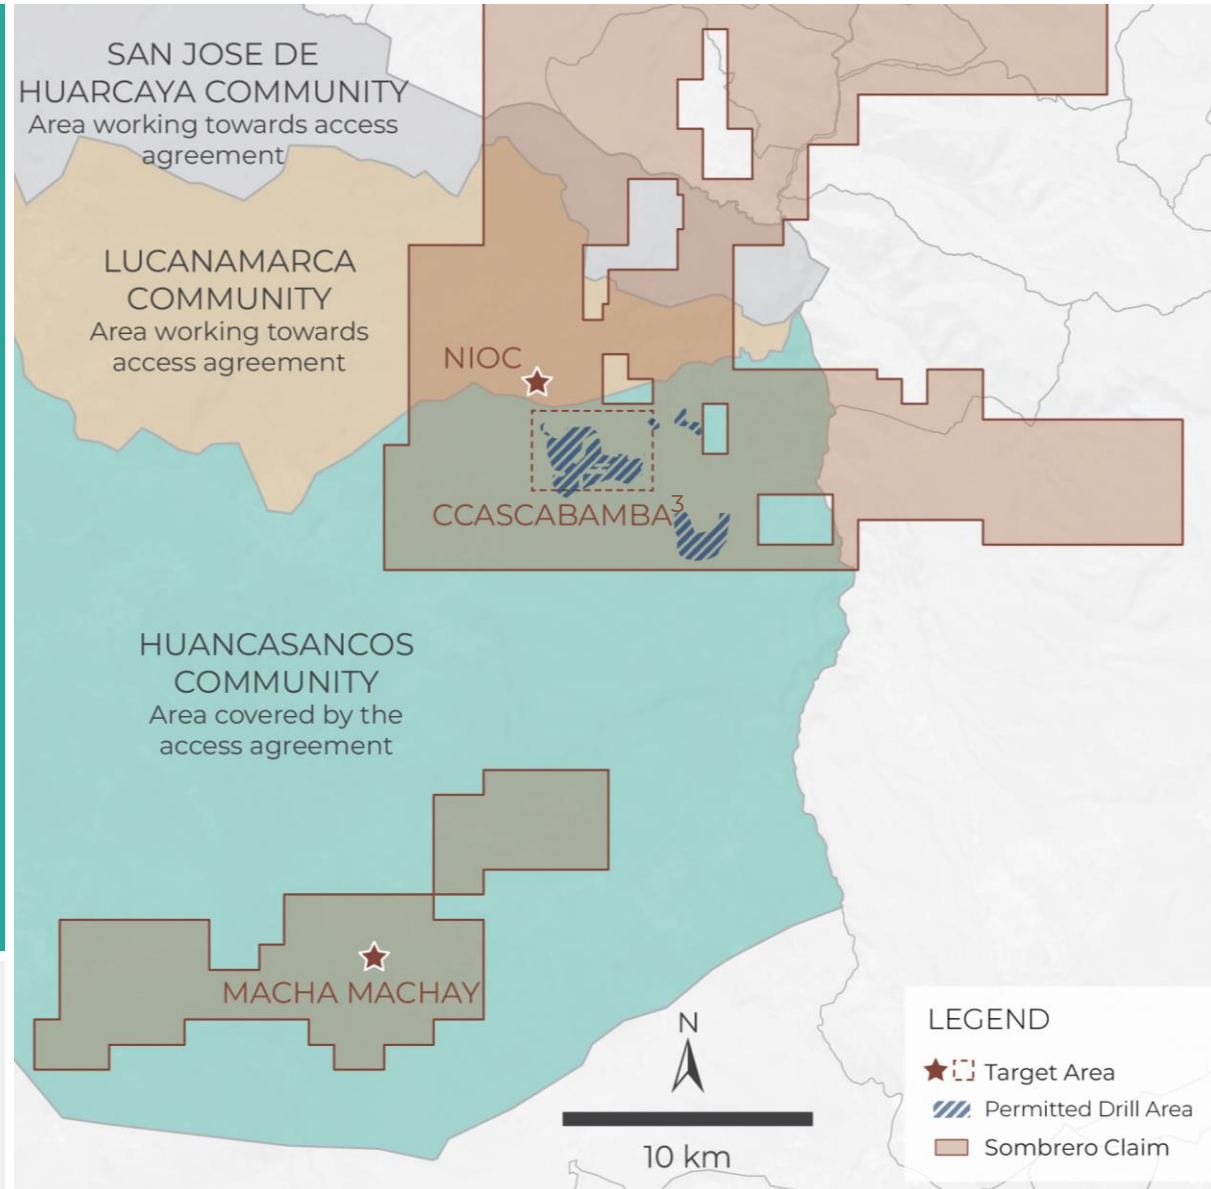 SAN JOSE DE
HUARCAYA COMMUNITY
Area working towards access
agreement
LUCANAMARCA
COMMUNITY
Area working towards
access agreement
NIOC
CCASCABAMBA³
HUANCASANCOS
COMMUNITY
Area covered by the
access agreement
MACHA MACHAY
N
10 km
LEGEND
Target Area
Permitted Drill Area
Sombrero Claim